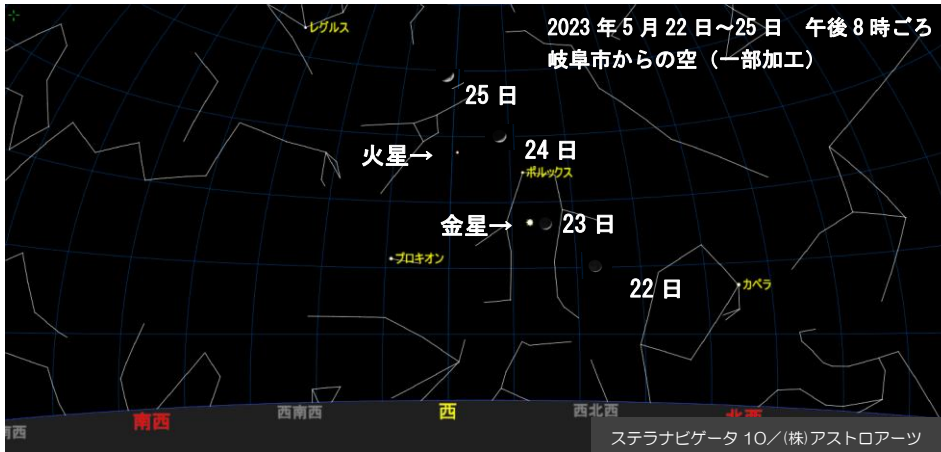 2023年5月22日～25日　午後8時ごろ
岐阜市からの空（一部加工）
レグルス
25日
火星→
24日
ポルックス
金星→
23日
プロキオン
22日
カペラ
南西
南西
西南西
西
西北西
北西
ステラナビゲータ10／(株)アストロアーツ